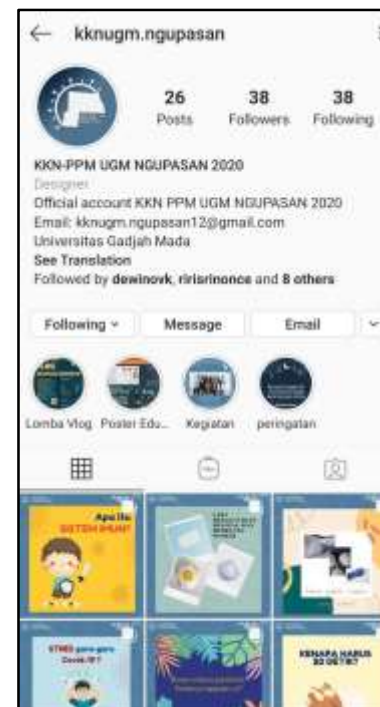 kknugm.ngupasan
26 38 38
Posts Followers Following
KKN-PPM UGM NGUPASAN 2020
Designer
Official account KKN PPM UGM NGUPASAN 2020
Email: kknugm.ngupasan12@gmail.com
Universitas Gadjah Mada
See Translation
Followed by dewinovk, ririsrinonce and 8 others
Following Message Email
Lomba Vlog Poster Edu... Kegiatan peringatan
Apa itu
SISTEM IMUN?
STRES gara-gara
Covid-19?
KENAPA HARUS
20 DETIK?